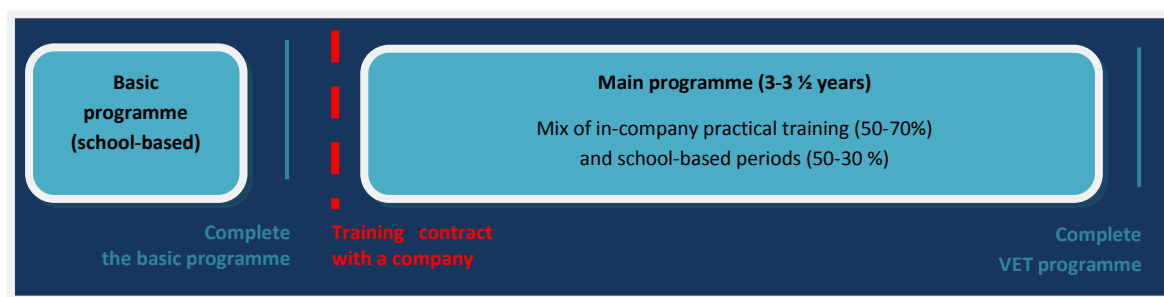 Basic
programme
(school-based)
Main programme (3-3 ½ years)
Mix of in-company practical training (50-70%)
and school-based periods (50-30 %)
Complete
the basic programme
Training contract
with a company
Complete
VET programme